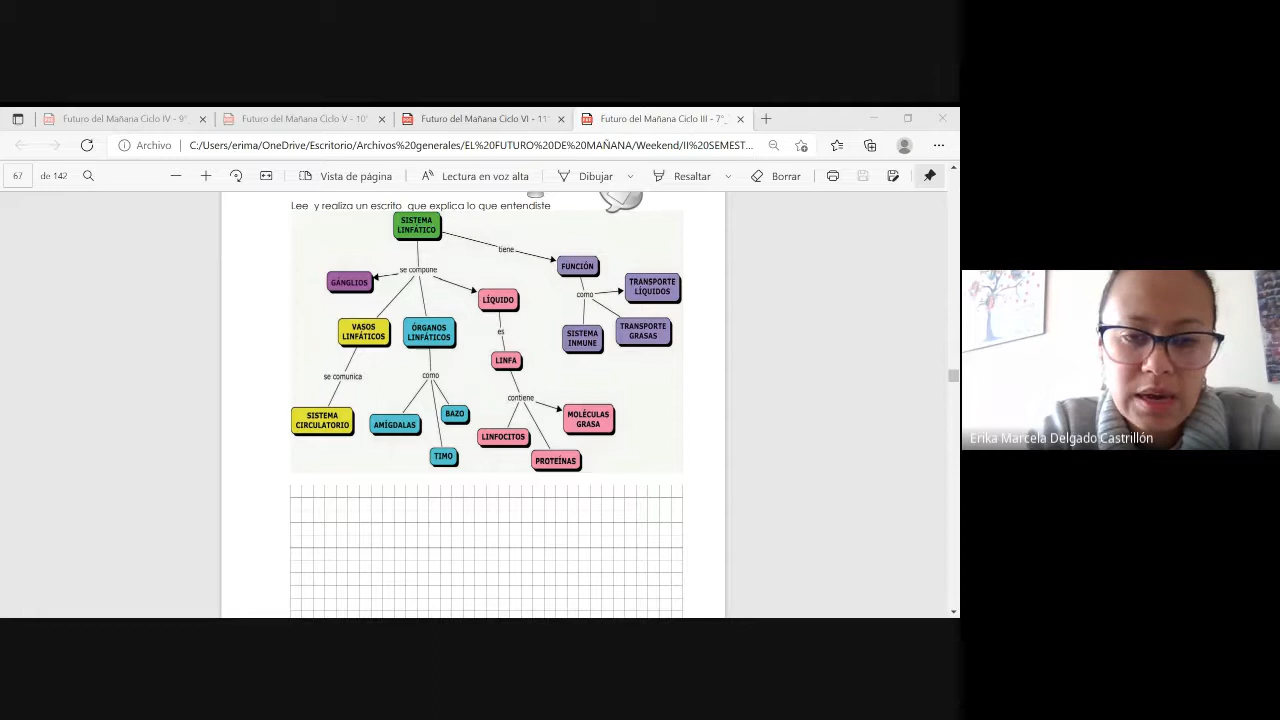 Futuro del Mañana Ciclo IV - 9°
Futuro del Mañana Ciclo V - 10°
Futuro del Mañana Ciclo VI - 11°
Futuro del Mañana Ciclo III - 7°_
Archivo
C:/Users/erima/OneDrive/Escritorio/Archivos%20generales/EL%20FUTURO%20DE%20MAÑANA/Weekend/II%20SEMEST...
67 de 142
Vista de página
Lectura en voz alta
Dibujar
Resaltar
Borrar
Lee y realiza un escrito que explica lo que entendiste
SISTEMA
LINFÁTICO
tiene
FUNCIÓN
se compone
GÁNGLIOS
LÍQUIDO
como
TRANSPORTE
LÍQUIDOS
VASOS
LINFÁTICOS
ÓRGANOS
LINFÁTICOS
es
SISTEMA
INMUNE
TRANSPORTE
GRASAS
LINFA
se comunica
como
contiene
SISTEMA
CIRCULATORIO
AMÍGDALAS
BAZO
TIMO
LINFOCITOS
MOLÉCULAS
GRASA
PROTEÍNAS
Erika Marcela Delgado Castrillón